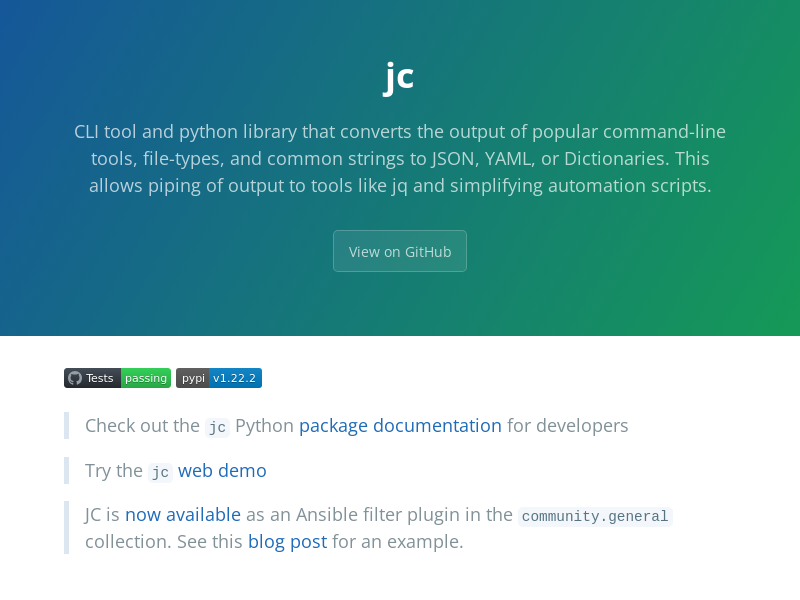 jc
CLI tool and python library that converts the output of popular command-line
tools, file-types, and common strings to JSON, YAML, or Dictionaries. This
allows piping of output to tools like jq and simplifying automation scripts.
View on GitHub
Tests passing pypi v1.22.2
Check out the jc Python package documentation for developers
Try the jc web demo
JC is now available as an Ansible filter plugin in the community.general
collection. See this blog post for an example.